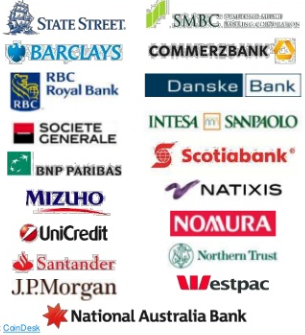 STATE STREET.
SMBC
BARCLAYS
COMMERZBANK
RBC
RBC
Royal Bank
Danske Bank
SOCIETE
GENERALE
INTESA SANPAOLO
BNP PARIBAS
Scotiabank®
MIZUHO
NATIXIS
UniCredit
NOMURA
Santander
Northern Trust
J.P.Morgan
Westpac
National Australia Bank
CoinDesk